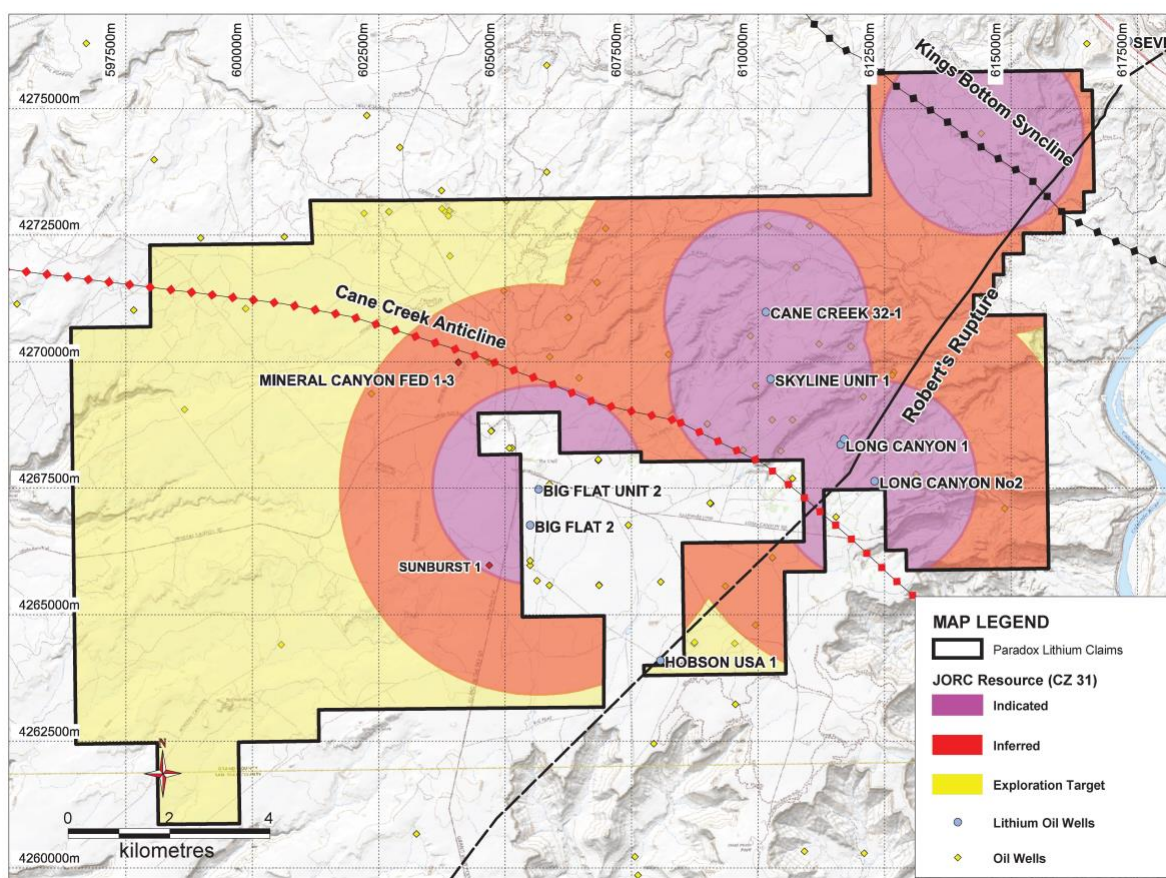 597500m
600000m
602500m
605000m
607500m
610000m
612500m
615000m
617500m
SEVE
Kings Bottom Syncline
4275000m
4272500m
Cane Creek Anticline
CANE CREEK 32-1
Robert's Rupture
4270000m
MINERAL CANYON FED 1-3
SKYLINE UNIT 1
LONG CANYON 1
4267500m
BIG FLAT UNIT 2
LONG CANYON No2
BIG FLAT 2
SUNBURST 1
4265000m
HOBSON USA 1
4262500m
N
0 2 4
kilometres
4260000m
MAP LEGEND
Paradox Lithium Claims
JORC Resource (CZ 31)
Indicated
Inferred
Exploration Target
Lithium Oil Wells
Oil Wells